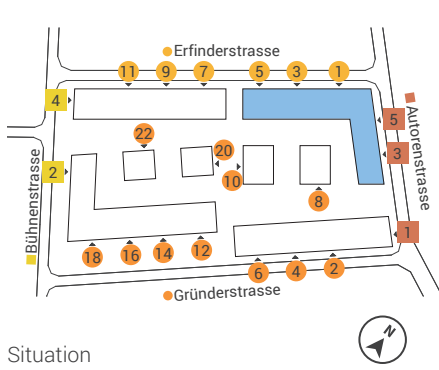 Erfinderstrasse
11 9 7 5 3 1
4
5
Autorenstrasse
22
20
3
Bühnenstrasse
2
10
8
1
18 16 14 12
6 4 2
Gründerstrasse
N
Situation